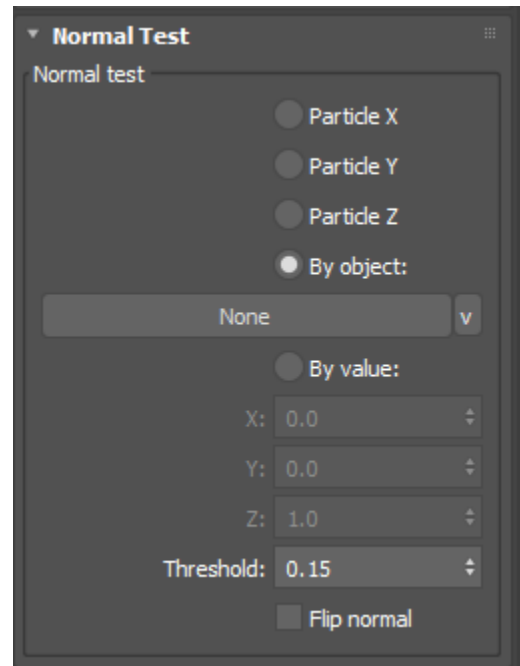 Normal Test
Normal test
Particle X
Particle Y
Particle Z
By object:
None v
By value:
X: 0.0
Y: 0.0
Z: 1.0
Threshold: 0.15
Flip normal